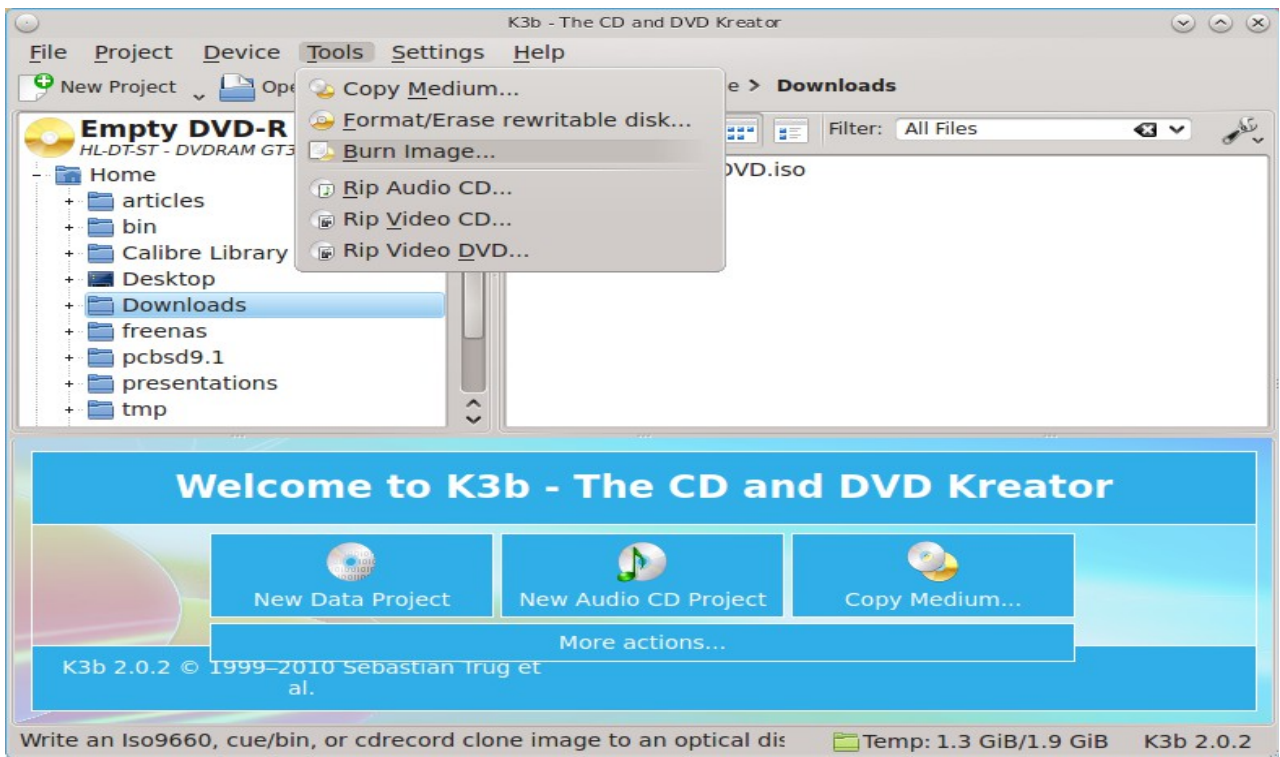 K3b - The CD and DVD Kreator
File Project Device Tools Settings Help
New Project Ope e > Downloads
Copy Medium...
Format/Erase rewritable disk...
Burn Image...
Rip Audio CD...
Rip Video CD...
Rip Video DVD...
Empty DVD-R
HL-DT-ST - DVDRAM GT3
Filter: All Files
DVD.iso
Home
articles
bin
Calibre Library
Desktop
Downloads
freenas
pcbsd9.1
presentations
tmp
Welcome to K3b - The CD and DVD Kreator
New Data Project New Audio CD Project Copy Medium...
More actions...
K3b 2.0.2 © 1999–2010 Sebastian Trüg et
al.
Write an Iso9660, cue/bin, or cdrecord clone image to an optical dis Temp: 1.3 GiB/1.9 GiB K3b 2.0.2